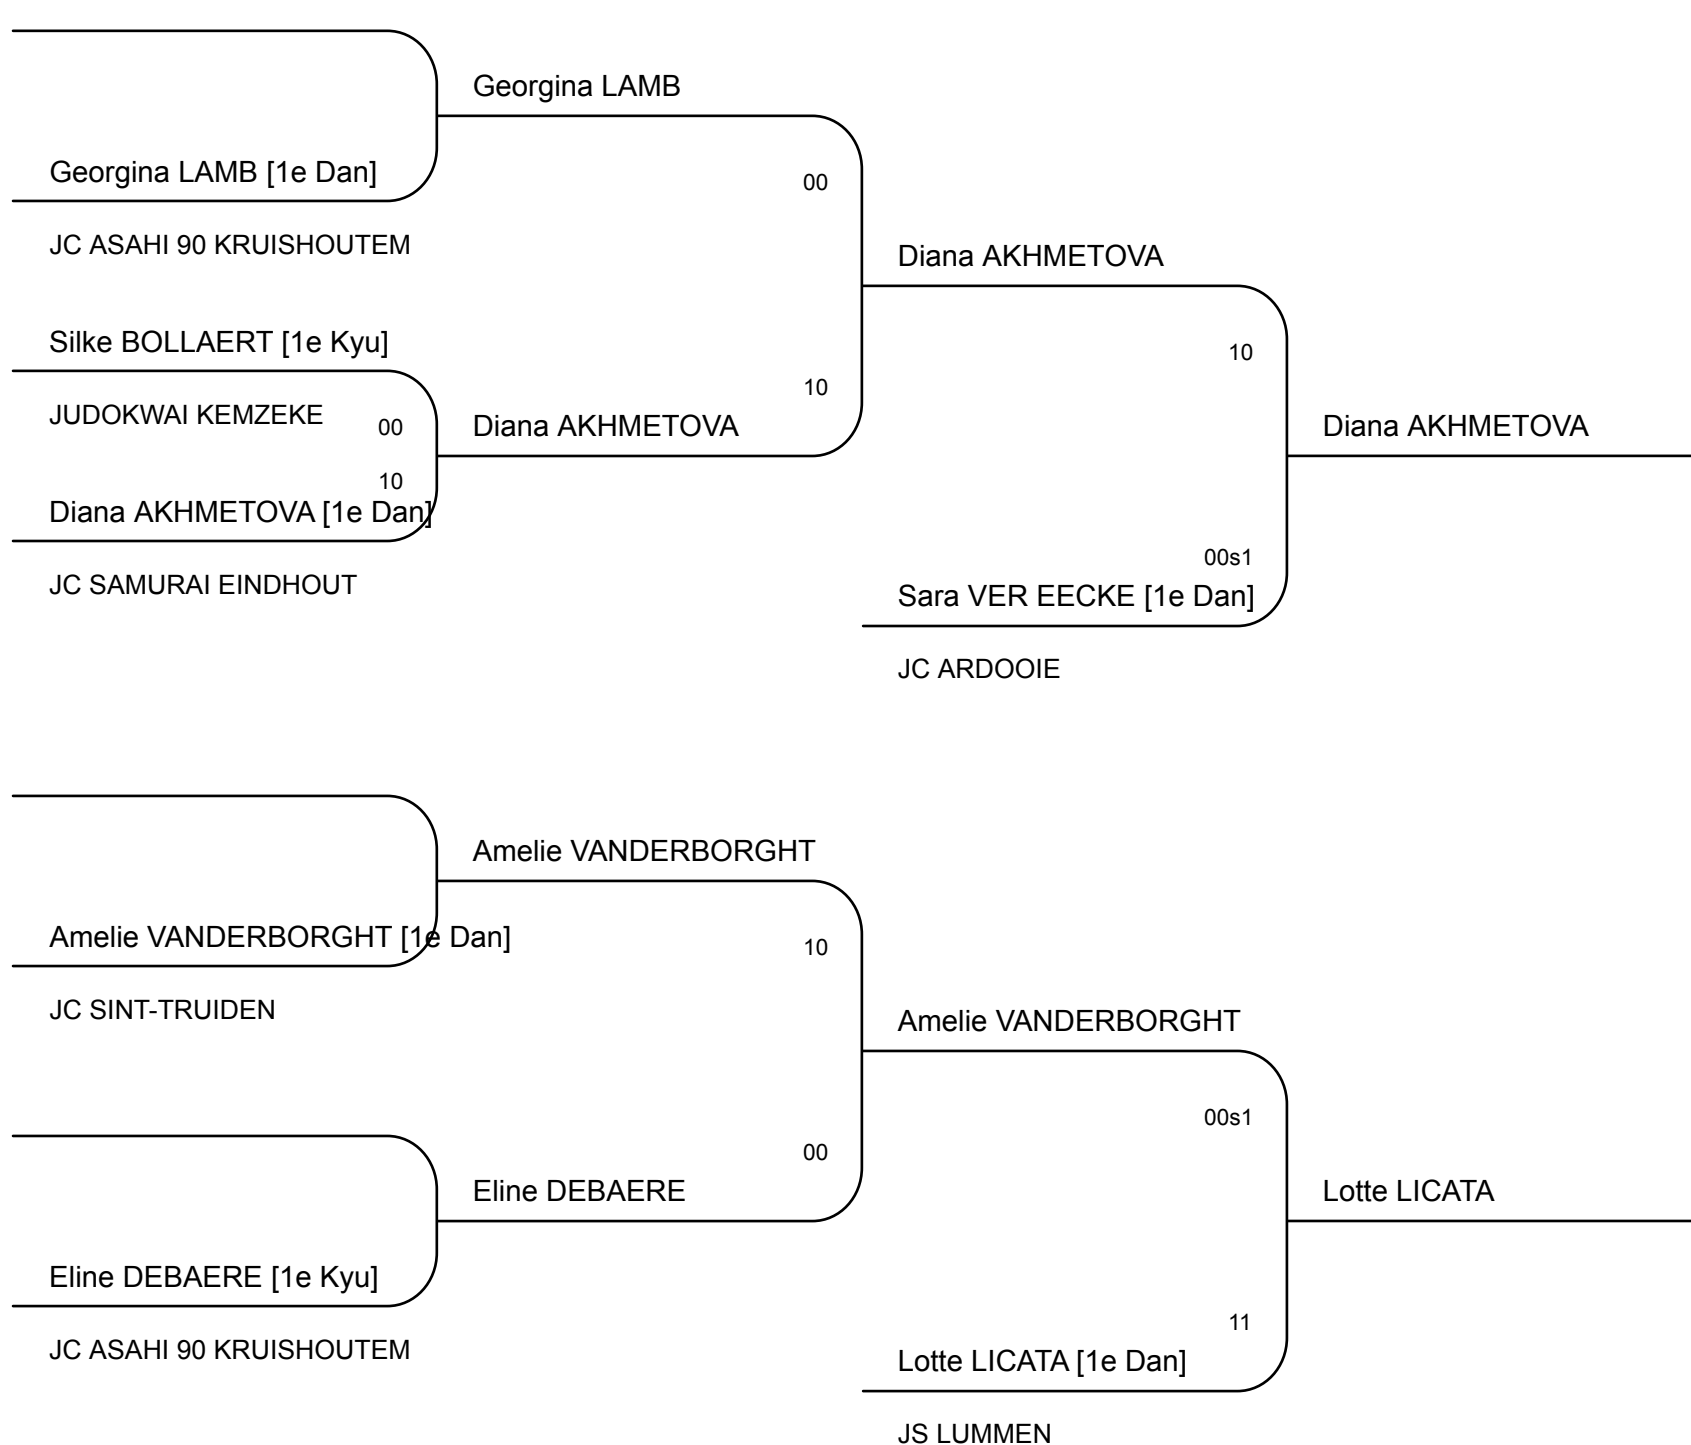 Georgina LAMB
Georgina LAMB [1e Dan]
00
JC ASAHI 90 KRUISHOUTEM
Diana AKHMETOVA
Silke BOLLAERT [1e Kyu]
10
JUDOKWAI KEMZEKE
00
10
Diana AKHMETOVA
Diana AKHMETOVA
10
Diana AKHMETOVA [1e Dan]
JC SAMURAI EINDHOUT
00s1
Sara VER EECKE [1e Dan]
JC ARDOOIE
Amelie VANDERBORGHT
Amelie VANDERBORGHT [1e Dan]
10
JC SINT-TRUIDEN
Amelie VANDERBORGHT
00s1
00
Eline DEBAERE
Lotte LICATA
Eline DEBAERE [1e Kyu]
JC ASAHI 90 KRUISHOUTEM
11
Lotte LICATA [1e Dan]
JS LUMMEN